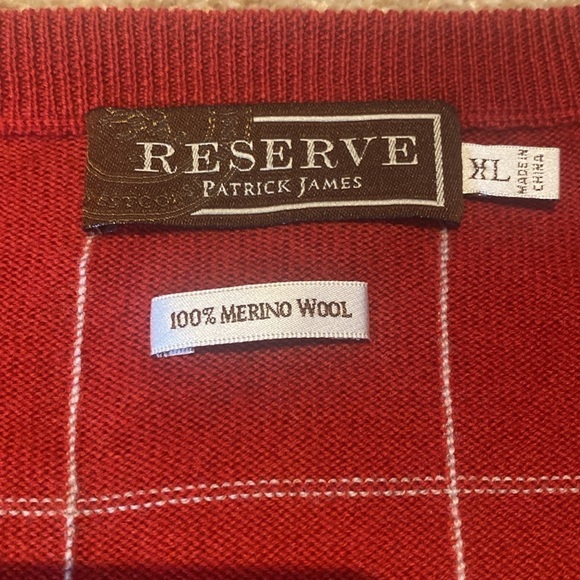 RESERVE
PATRICK JAMES
XL
MADE IN
CHINA
100% MERINO WOOL